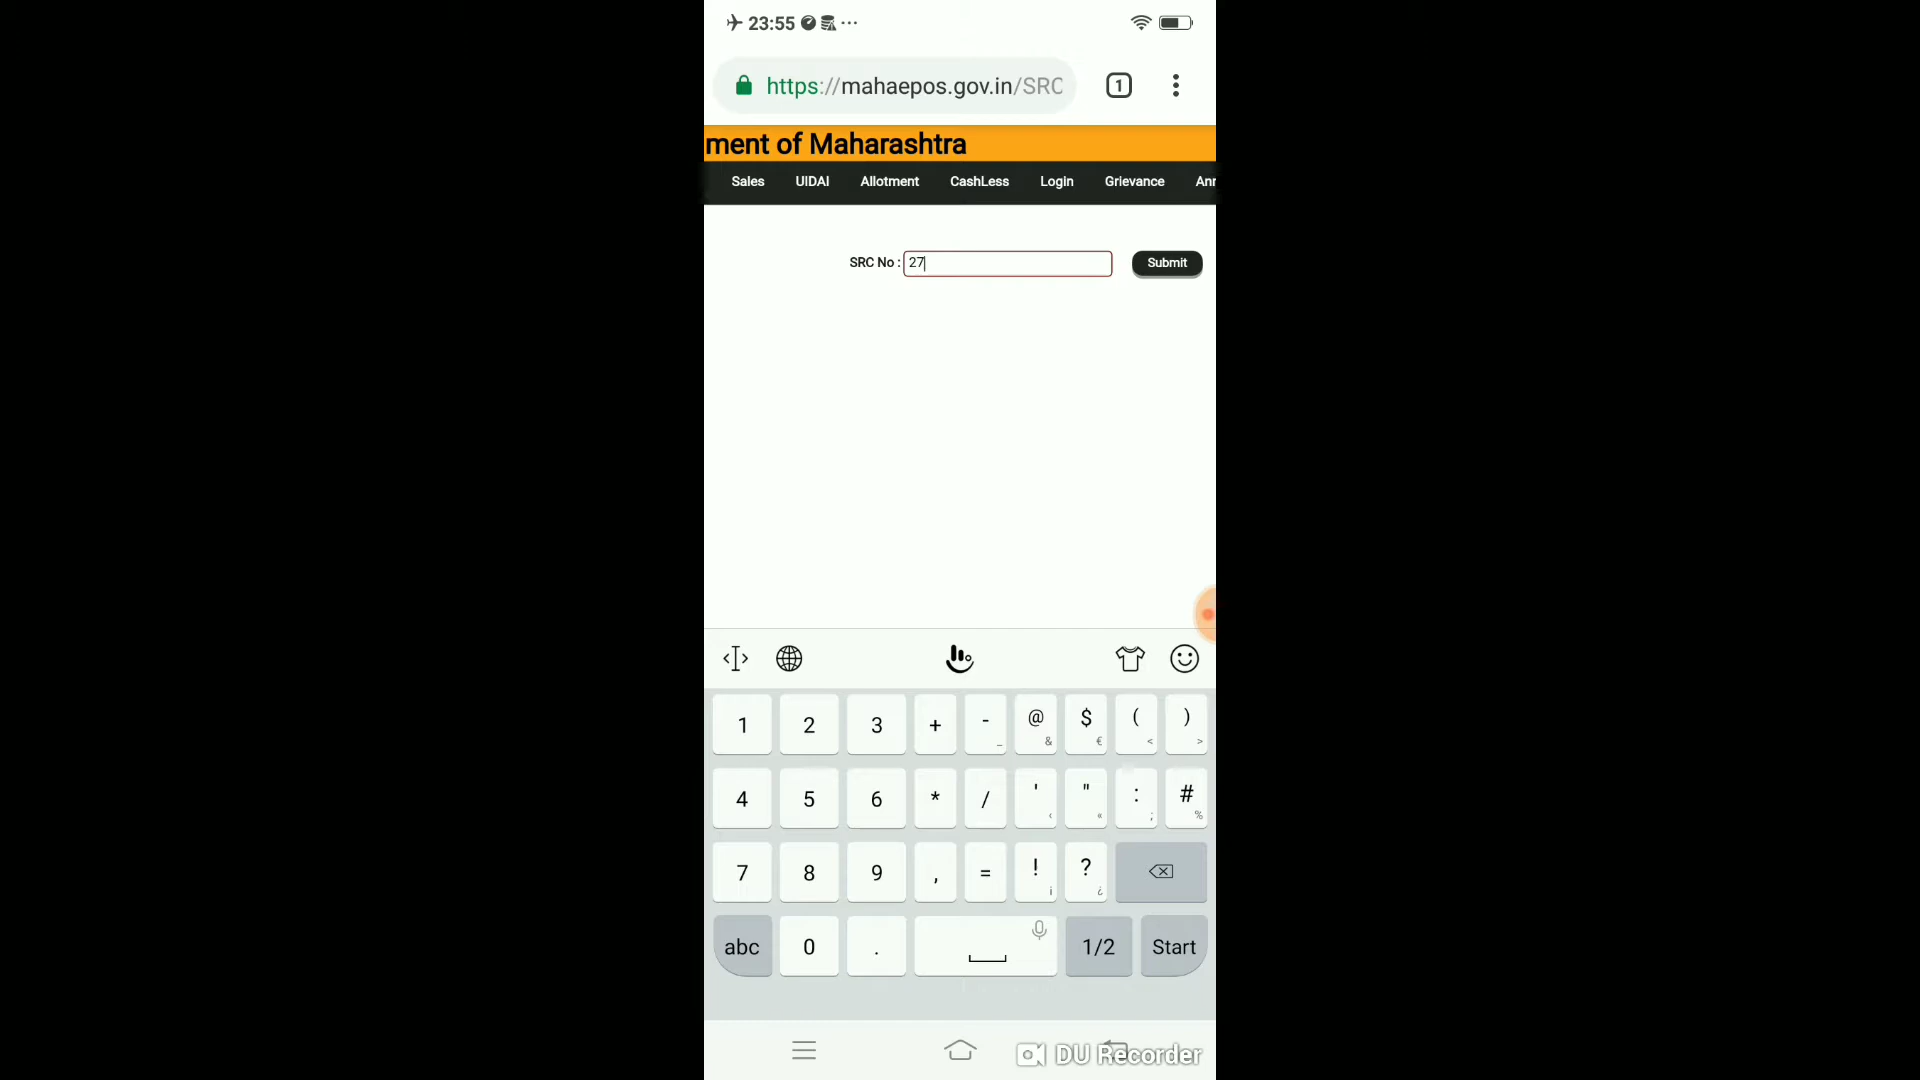 23:55
https://mahaepos.gov.in/SRC
1
ment of Maharashtra
Sales UIDAI Allotment CashLess Login Grievance Anr
SRC No : 27 Submit
1 2 3 + - _ @ & $ € ( < ) >
4 5 6 * / ' ‹ " « : ; # %
7 8 9 , = ! ¡ ? ¿
abc 0 . 1/2 Start
DU Recorder